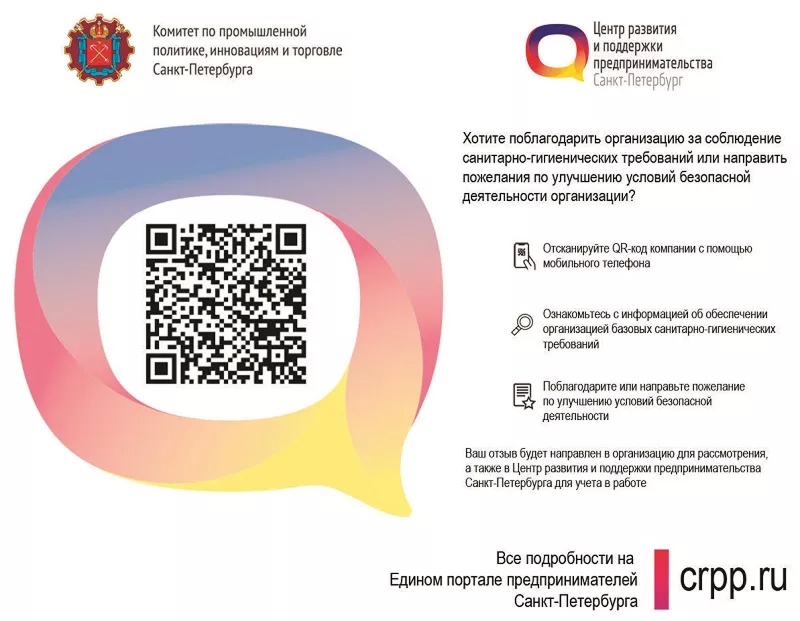 Комитет по промышленной
политике, инновациям и торговле
Санкт-Петербурга
Центр развития
и поддержки
предпринимательства
Санкт-Петербург
Хотите поблагодарить организацию за соблюдение
санитарно-гигиенических требований или направить
пожелания по улучшению условий безопасной
деятельности организации?
Отсканируйте QR-код компании с помощью
мобильного телефона
Ознакомьтесь с информацией об обеспечении
организацией базовых санитарно-гигиенических
требований
Поблагодарите или направьте пожелание
по улучшению условий безопасной
деятельности
Ваш отзыв будет направлен в организацию для рассмотрения,
а также в Центр развития и поддержки предпринимательства
Санкт-Петербурга для учета в работе
Все подробности на
Едином портале предпринимателей
Санкт-Петербурга
crpp.ru